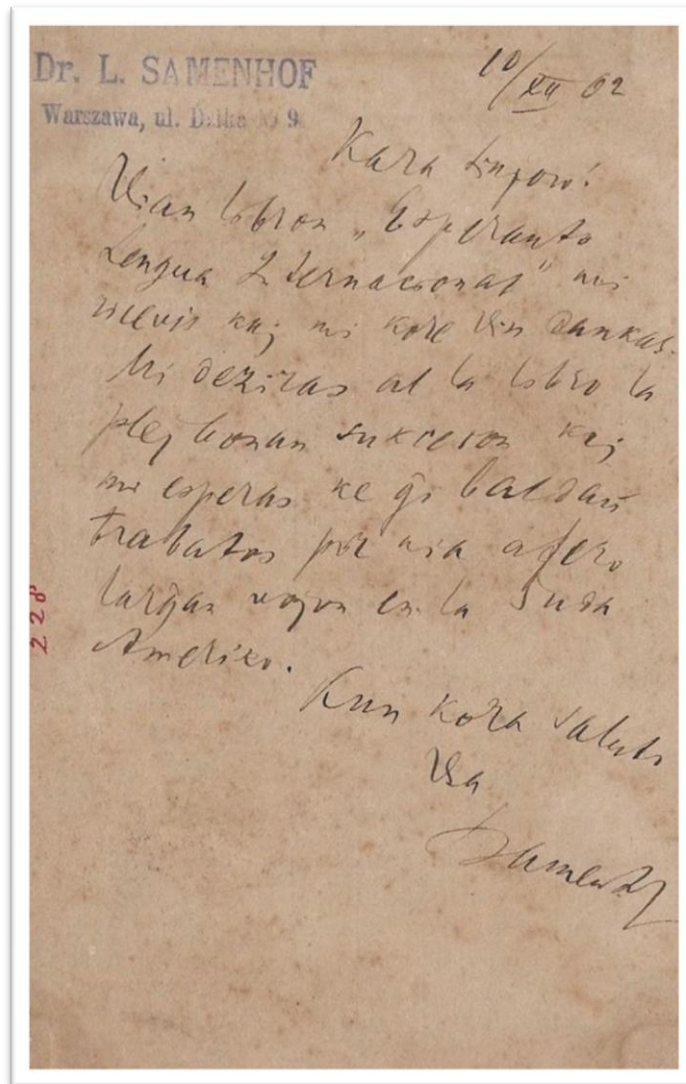 Dr. L. SAMENHOF
Warszawa, ul. Dzika № 9.
10/XII 02
Kara Sinjoro!
Vian libron „Esperanto
Lengua Internacional" mi
ricevis kaj mi kore Vin dankas.
Mi deziras al la libro la
plej bonan sukceson kaj
mi esperas ke ĝi baldaŭ
trabatos por nia afero
larĝan vojon en la Suda
Ameriko.
Kun kora saluto
Via
Zamenhof
228